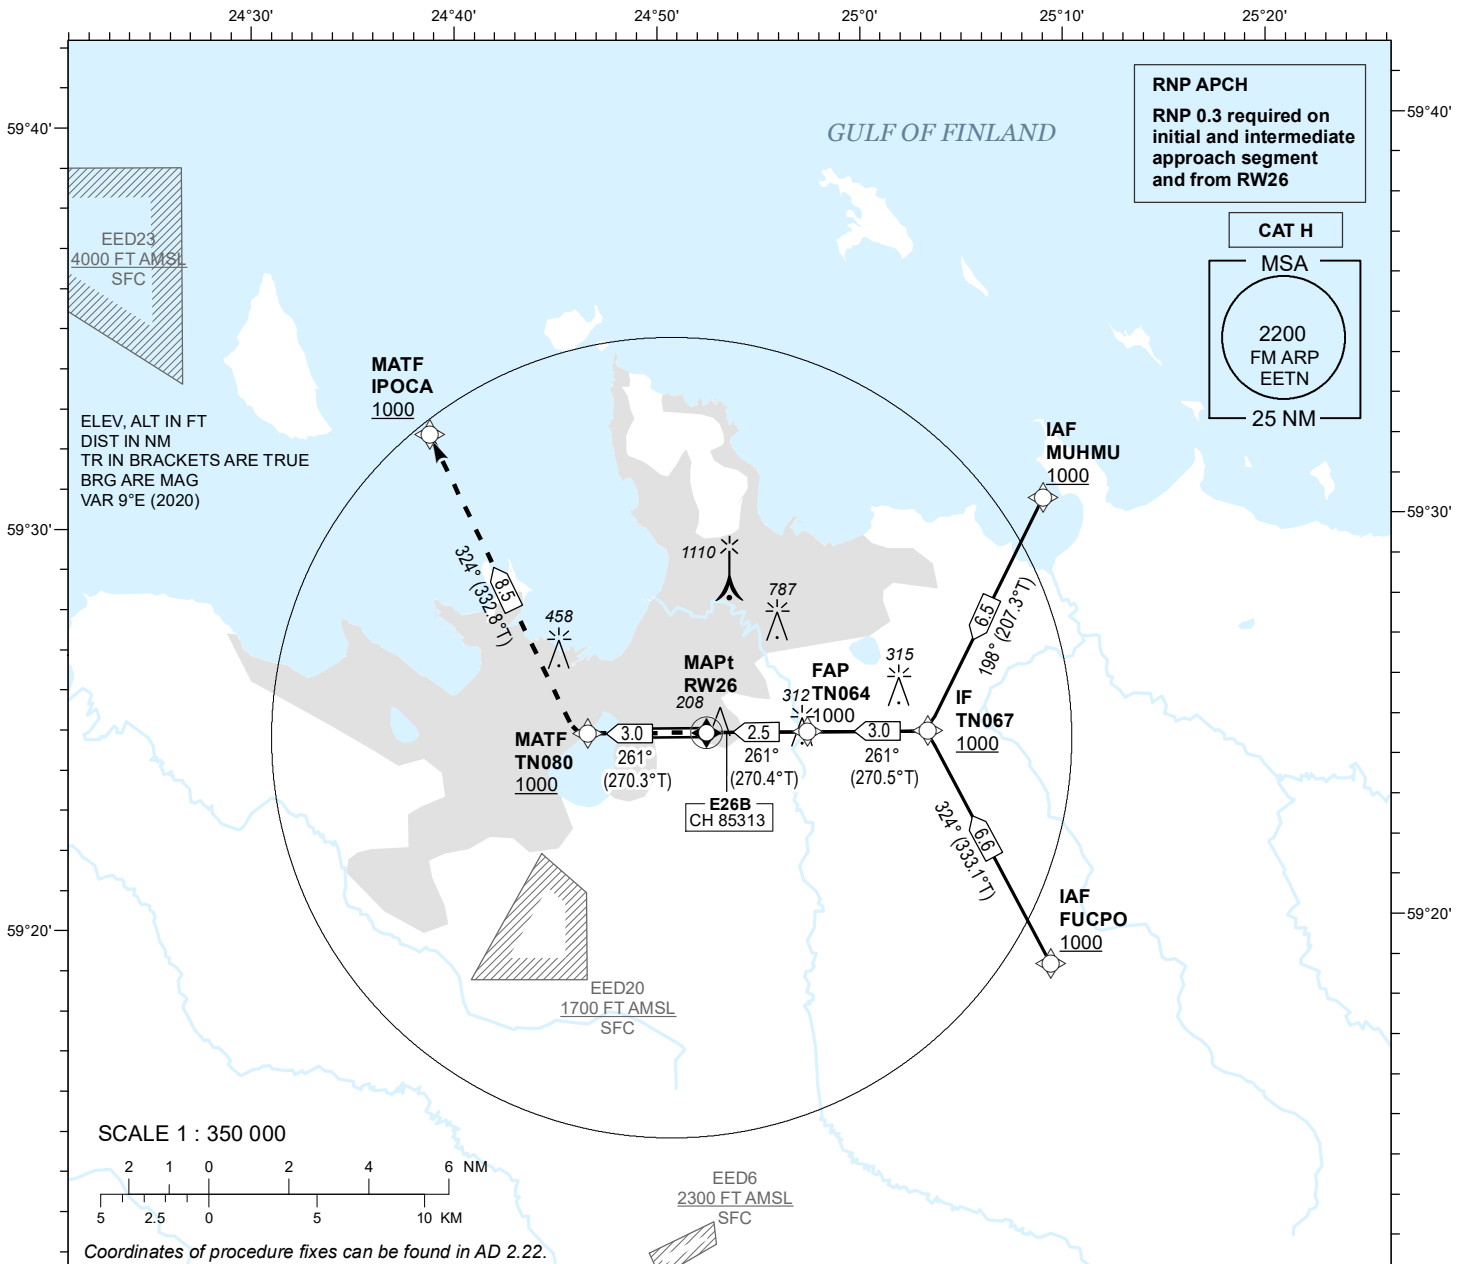 24°30'
24°40'
24°50'
25°0'
25°10'
25°20'
59°40'
59°40'
RNP APCH
RNP 0.3 required on
initial and intermediate
approach segment
and from RW26
GULF OF FINLAND
CAT H
MSA
2200
FM ARP
EETN
25 NM
EED23
4000 FT AMSL
SFC
MATF
IPOCA
1000
ELEV, ALT IN FT
DIST IN NM
TR IN BRACKETS ARE TRUE
BRG ARE MAG
VAR 9°E (2020)
IAF
MUHMU
1000
59°30'
59°30'
1110
787
458
8.5
324° (332.8°T)
6.5
198° (207.3°T)
MAPt
RW26
208
FAP
TN064
1000
312
315
IF
TN067
1000
MATF
TN080
1000
3.0
261°
(270.3°T)
2.5
261°
(270.4°T)
3.0
261°
(270.5°T)
E26B
CH 85313
6.6
324° (333.1°T)
IAF
FUCPO
1000
59°20'
59°20'
EED20
1700 FT AMSL
SFC
SCALE 1 : 350 000
2 1 0 2 4 6 NM
5 2.5 0 5 10 KM
EED6
2300 FT AMSL
SFC
Coordinates of procedure fixes can be found in AD 2.22.